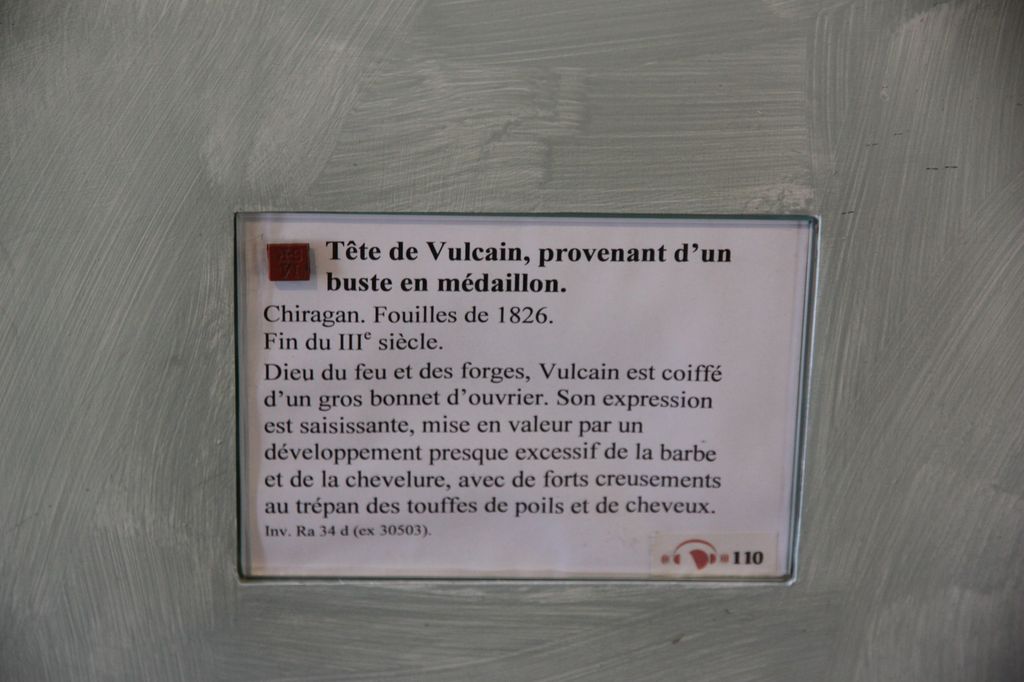 Tête de Vulcain, provenant d'un
buste en médaillon.
Chiragan. Fouilles de 1826.
Fin du IIIe siècle.
Dieu du feu et des forges, Vulcain est coiffé
d'un gros bonnet d'ouvrier. Son expression
est saisissante, mise en valeur par un
développement presque excessif de la barbe
et de la chevelure, avec de forts creusements
au trépan des touffes de poils et de cheveux.
Inv. Ra 34 d (ex 30503).
110